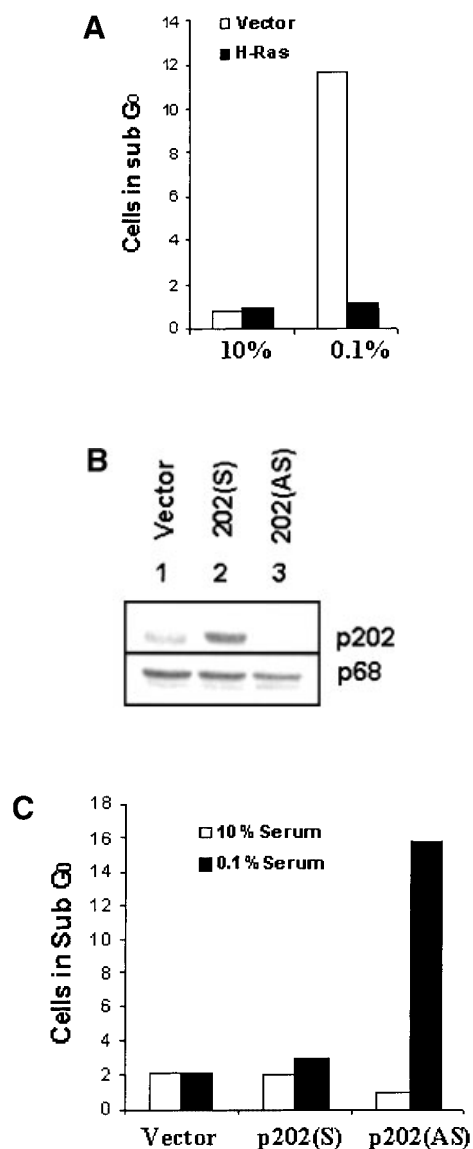 A
Vector
H-Ras
Cells in sub G0
14
12
10
8
6
4
2
0
10%
0.1%
B
Vector
202(S)
202(AS)
1
2
3
p202
p68
C
10% Serum
0.1% Serum
Cells in Sub G0
18
16
14
12
10
8
6
4
2
0
Vector
p202(S)
p202(AS)